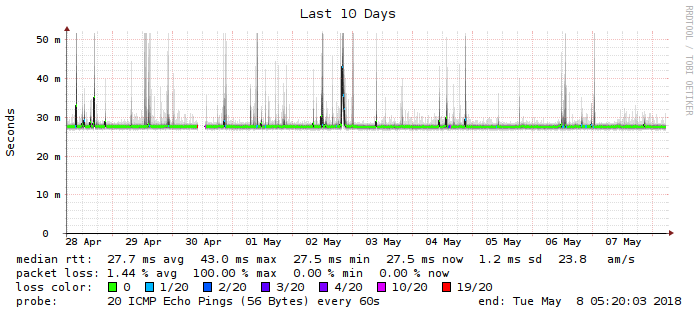 Last 10 Days
RRDTOOL / TOBI OETIKER
Seconds
50 m
40 m
30 m
20 m
10 m
0
28 Apr 29 Apr 30 Apr 01 May 02 May 03 May 04 May 05 May 06 May 07 May
median rtt: 27.7 ms avg 43.0 ms max 27.5 ms min 27.5 ms now 1.2 ms sd 23.8 am/s
packet loss: 1.44 % avg 100.00 % max 0.00 % min 0.00 % now
loss color: 0 1/20 2/20 3/20 4/20 10/20 19/20
probe: 20 ICMP Echo Pings (56 Bytes) every 60s end: Tue May 8 05:20:03 2018